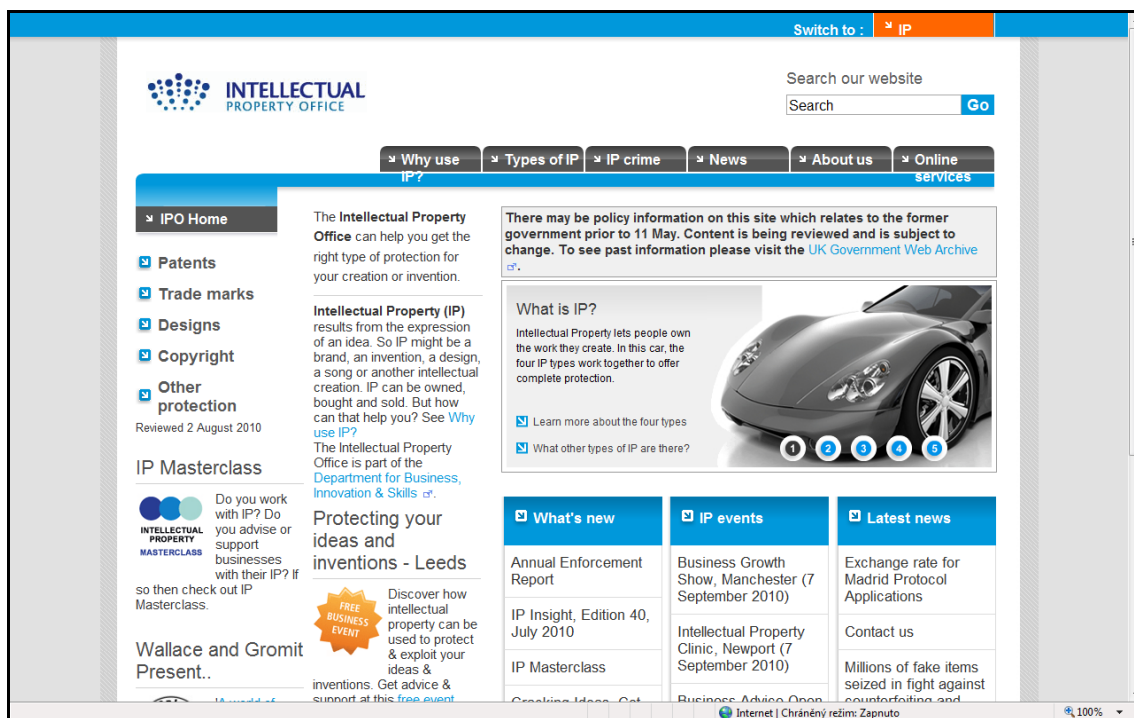 Switch to :
IP
INTELLECTUAL
PROPERTY OFFICE
Search our website
Search
Go
Why use
IP?
Types of IP
IP crime
News
About us
Online
services
IPO Home
Patents
Trade marks
Designs
Copyright
Other
protection
Reviewed 2 August 2010
IP Masterclass
INTELLECTUAL
PROPERTY
MASTERCLASS
Do you work
with IP? Do
you advise or
support
businesses
with their IP? If
so then check out IP
Masterclass.
Wallace and Gromit
Present..
The Intellectual Property
Office can help you get the
right type of protection for
your creation or invention.
Intellectual Property (IP)
results from the expression
of an idea. So IP might be a
brand, an invention, a design,
a song or another intellectual
creation. IP can be owned,
bought and sold. But how
can that help you? See Why
use IP?
The Intellectual Property
Office is part of the
Department for Business,
Innovation & Skills .
Protecting your
ideas and
inventions - Leeds
FREE
BUSINESS
EVENT
Discover how
intellectual
property can be
used to protect
& exploit your
ideas &
inventions. Get advice &
support at this free event
There may be policy information on this site which relates to the former
government prior to 11 May. Content is being reviewed and is subject to
change. To see past information please visit the UK Government Web Archive
.
What is IP?
Intellectual Property lets people own
the work they create. In this car, the
four IP types work together to offer
complete protection.
Learn more about the four types
What other types of IP are there?
1 2 3 4 5
What's new
Annual Enforcement
Report
IP Insight, Edition 40,
July 2010
IP Masterclass
IP events
Business Growth
Show, Manchester (7
September 2010)
Intellectual Property
Clinic, Newport (7
September 2010)
Business Advice Open
Latest news
Exchange rate for
Madrid Protocol
Applications
Contact us
Millions of fake items
seized in fight against
counterfeiting and
Internet | Chráněný režim: Zapnuto
100%